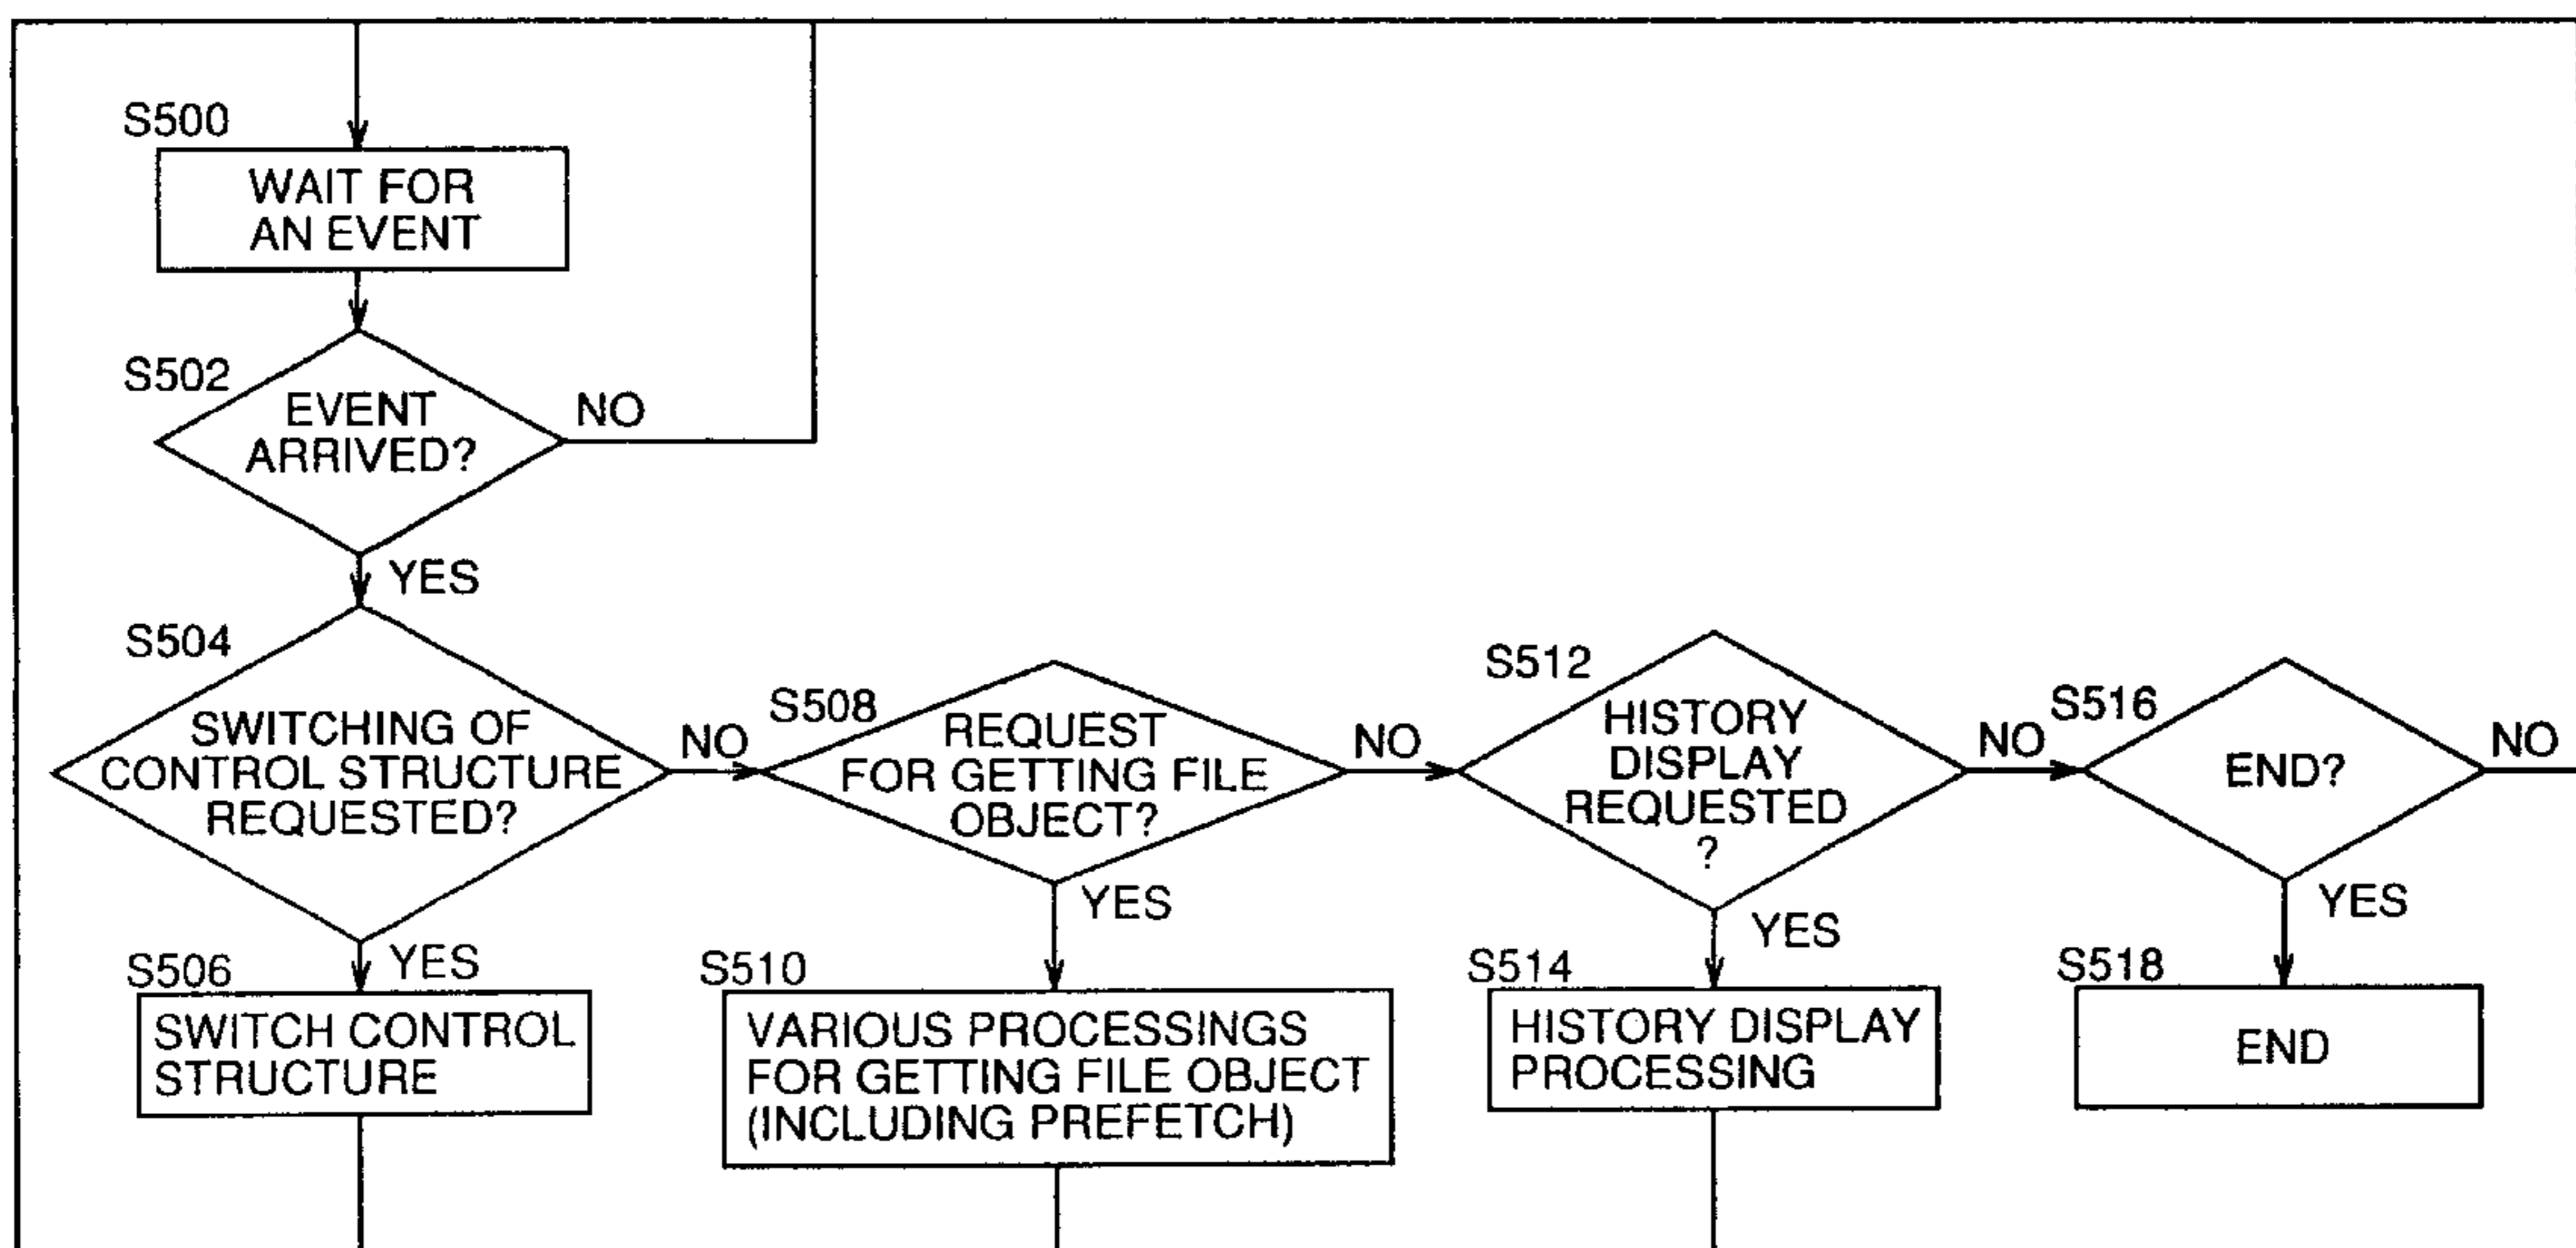 S500
WAIT FOR
AN EVENT
S502
EVENT
ARRIVED?
NO
YES
S504
SWITCHING OF
CONTROL STRUCTURE
REQUESTED?
NO
YES
S506
SWITCH CONTROL
STRUCTURE
S508
REQUEST
FOR GETTING FILE
OBJECT?
NO
YES
S510
VARIOUS PROCESSINGS
FOR GETTING FILE OBJECT
(INCLUDING PREFETCH)
S512
HISTORY
DISPLAY
REQUESTED
?
NO
YES
S514
HISTORY DISPLAY
PROCESSING
S516
END?
NO
YES
S518
END